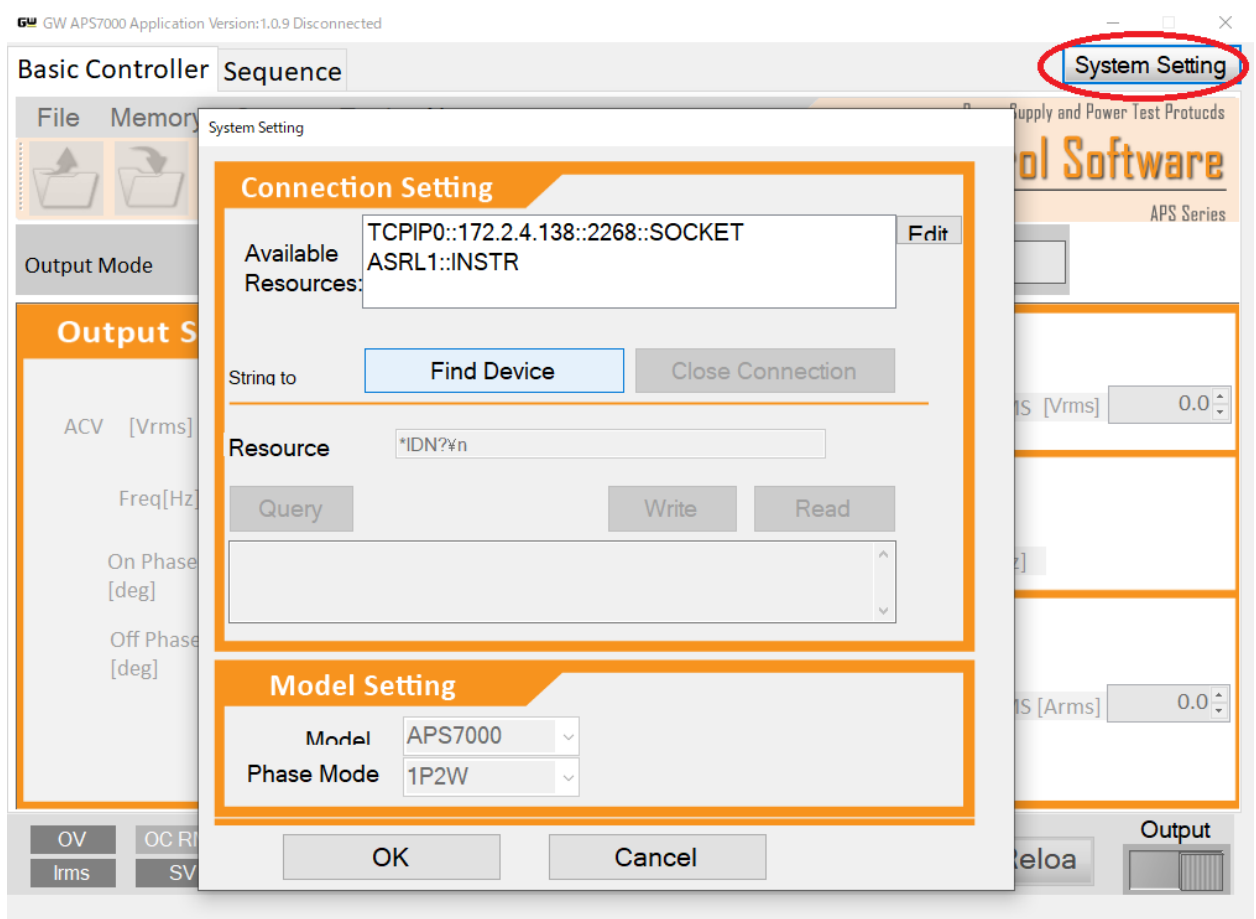 GW APS7000 Application Version:1.0.9 Disconnected
Basic Controller
Sequence
System Setting
File
Memory
System Setting
Supply and Power Test Protucds
ol Software
APS Series
Connection Setting
Available
Resources:
TCPIP0::172.2.4.138::2268::SOCKET
ASRL1::INSTR
Edit
Output Mode
Output S
String to
Find Device
Close Connection
ACV [Vrms]
MS [Vrms]
0.0
Resource
*IDN?¥n
Freq[Hz]
Query
Write
Read
On Phase
[deg]
z]
Off Phase
[deg]
Model Setting
MS [Arms]
0.0
Model
APS7000
Phase Mode
1P2W
OV
OC RM
Irms
SV
OK
Cancel
Reloa
Output